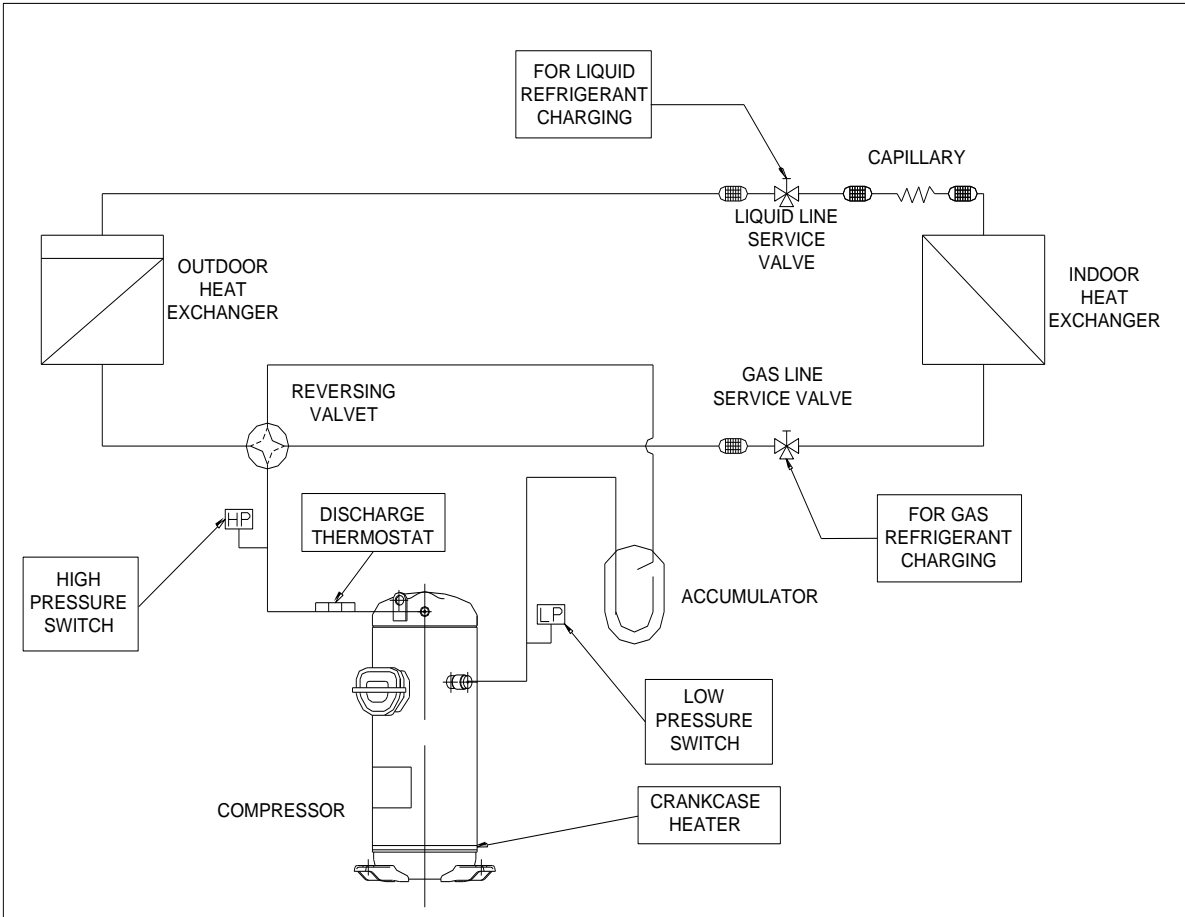 FOR LIQUID
REFRIGERANT
CHARGING
CAPILLARY
LIQUID LINE
SERVICE
VALVE
OUTDOOR
HEAT
EXCHANGER
INDOOR
HEAT
EXCHANGER
REVERSING
VALVET
GAS LINE
SERVICE VALVE
HP
DISCHARGE
THERMOSTAT
FOR GAS
REFRIGERANT
CHARGING
HIGH
PRESSURE
SWITCH
LP
ACCUMULATOR
LOW
PRESSURE
SWITCH
COMPRESSOR
CRANKCASE
HEATER